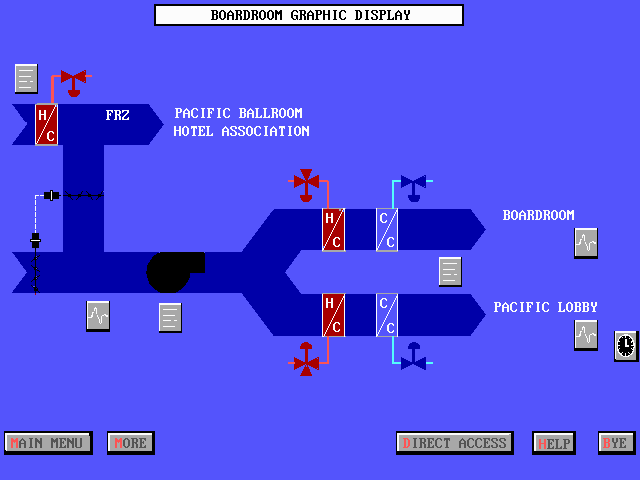 BOARDROOM GRAPHIC DISPLAY
H/C
FRZ
PACIFIC BALLROOM
HOTEL ASSOCIATION
H/C
C/C
BOARDROOM
H/C
C/C
PACIFIC LOBBY
MAIN MENU
MORE
DIRECT ACCESS
HELP
BYE